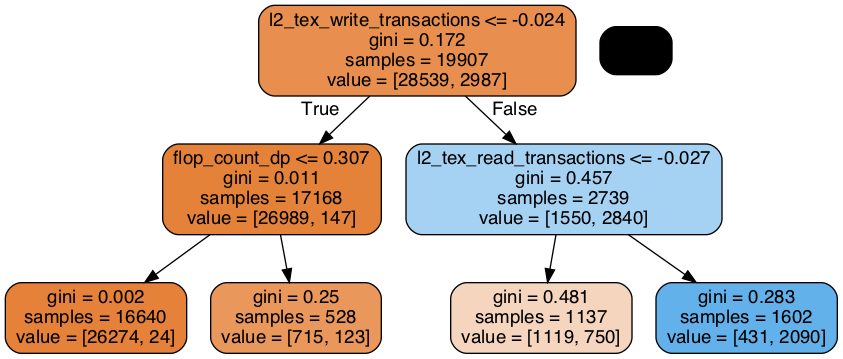 l2_tex_write_transactions <= -0.024
gini = 0.172
samples = 19907
value = [28539, 2987]
True
False
flop_count_dp <= 0.307
gini = 0.011
samples = 17168
value = [26989, 147]
l2_tex_read_transactions <= -0.027
gini = 0.457
samples = 2739
value = [1550, 2840]
gini = 0.002
samples = 16640
value = [26274, 24]
gini = 0.25
samples = 528
value = [715, 123]
gini = 0.481
samples = 1137
value = [1119, 750]
gini = 0.283
samples = 1602
value = [431, 2090]